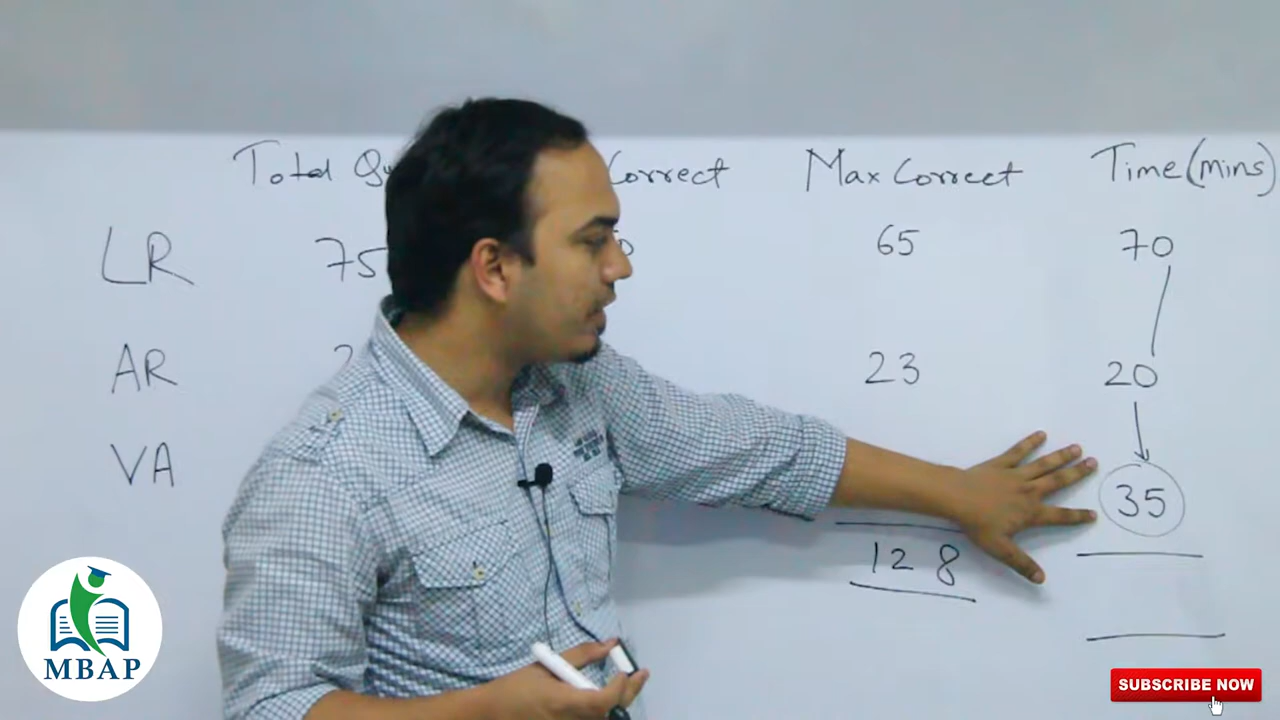 Total Correct Max Correct Time(mins)
LR 75 65 70
AR 23 20
VA 35
128
MBAP
SUBSCRIBE NOW